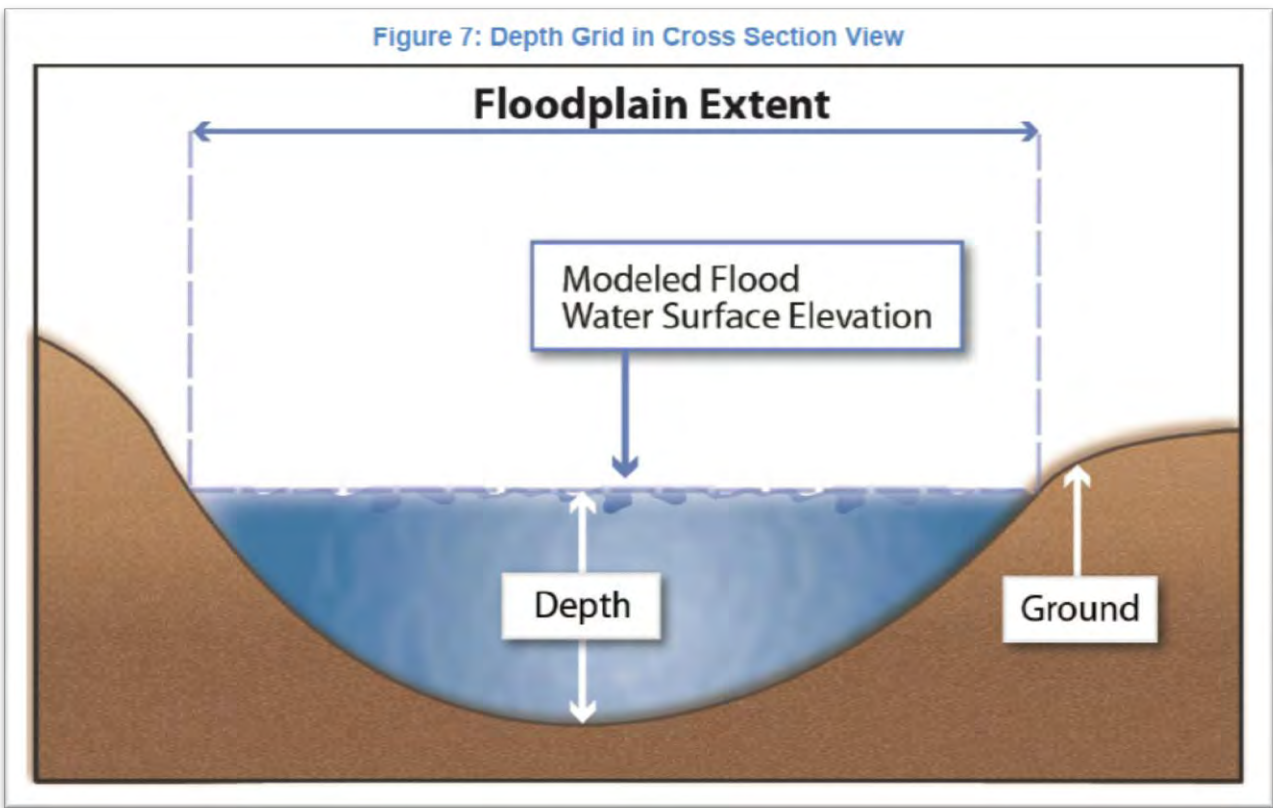 Figure 7: Depth Grid in Cross Section View
Floodplain Extent
Modeled Flood
Water Surface Elevation
Depth
Ground